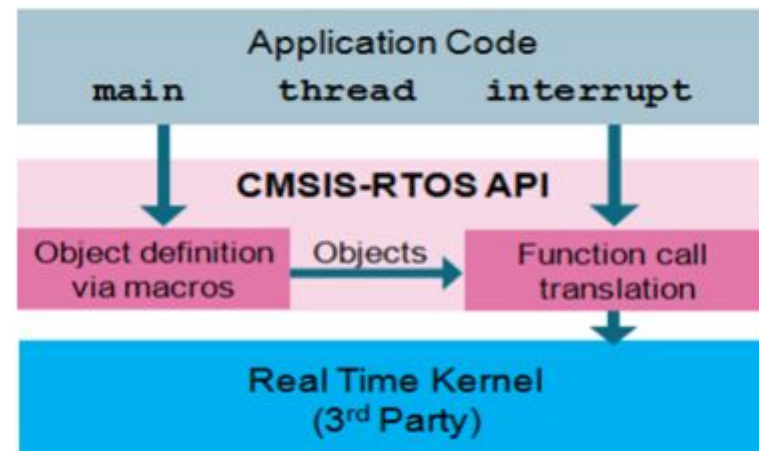 Application Code
main thread interrupt
CMSIS-RTOS API
Object definition
via macros
Objects
Function call
translation
Real Time Kernel
(3rd Party)